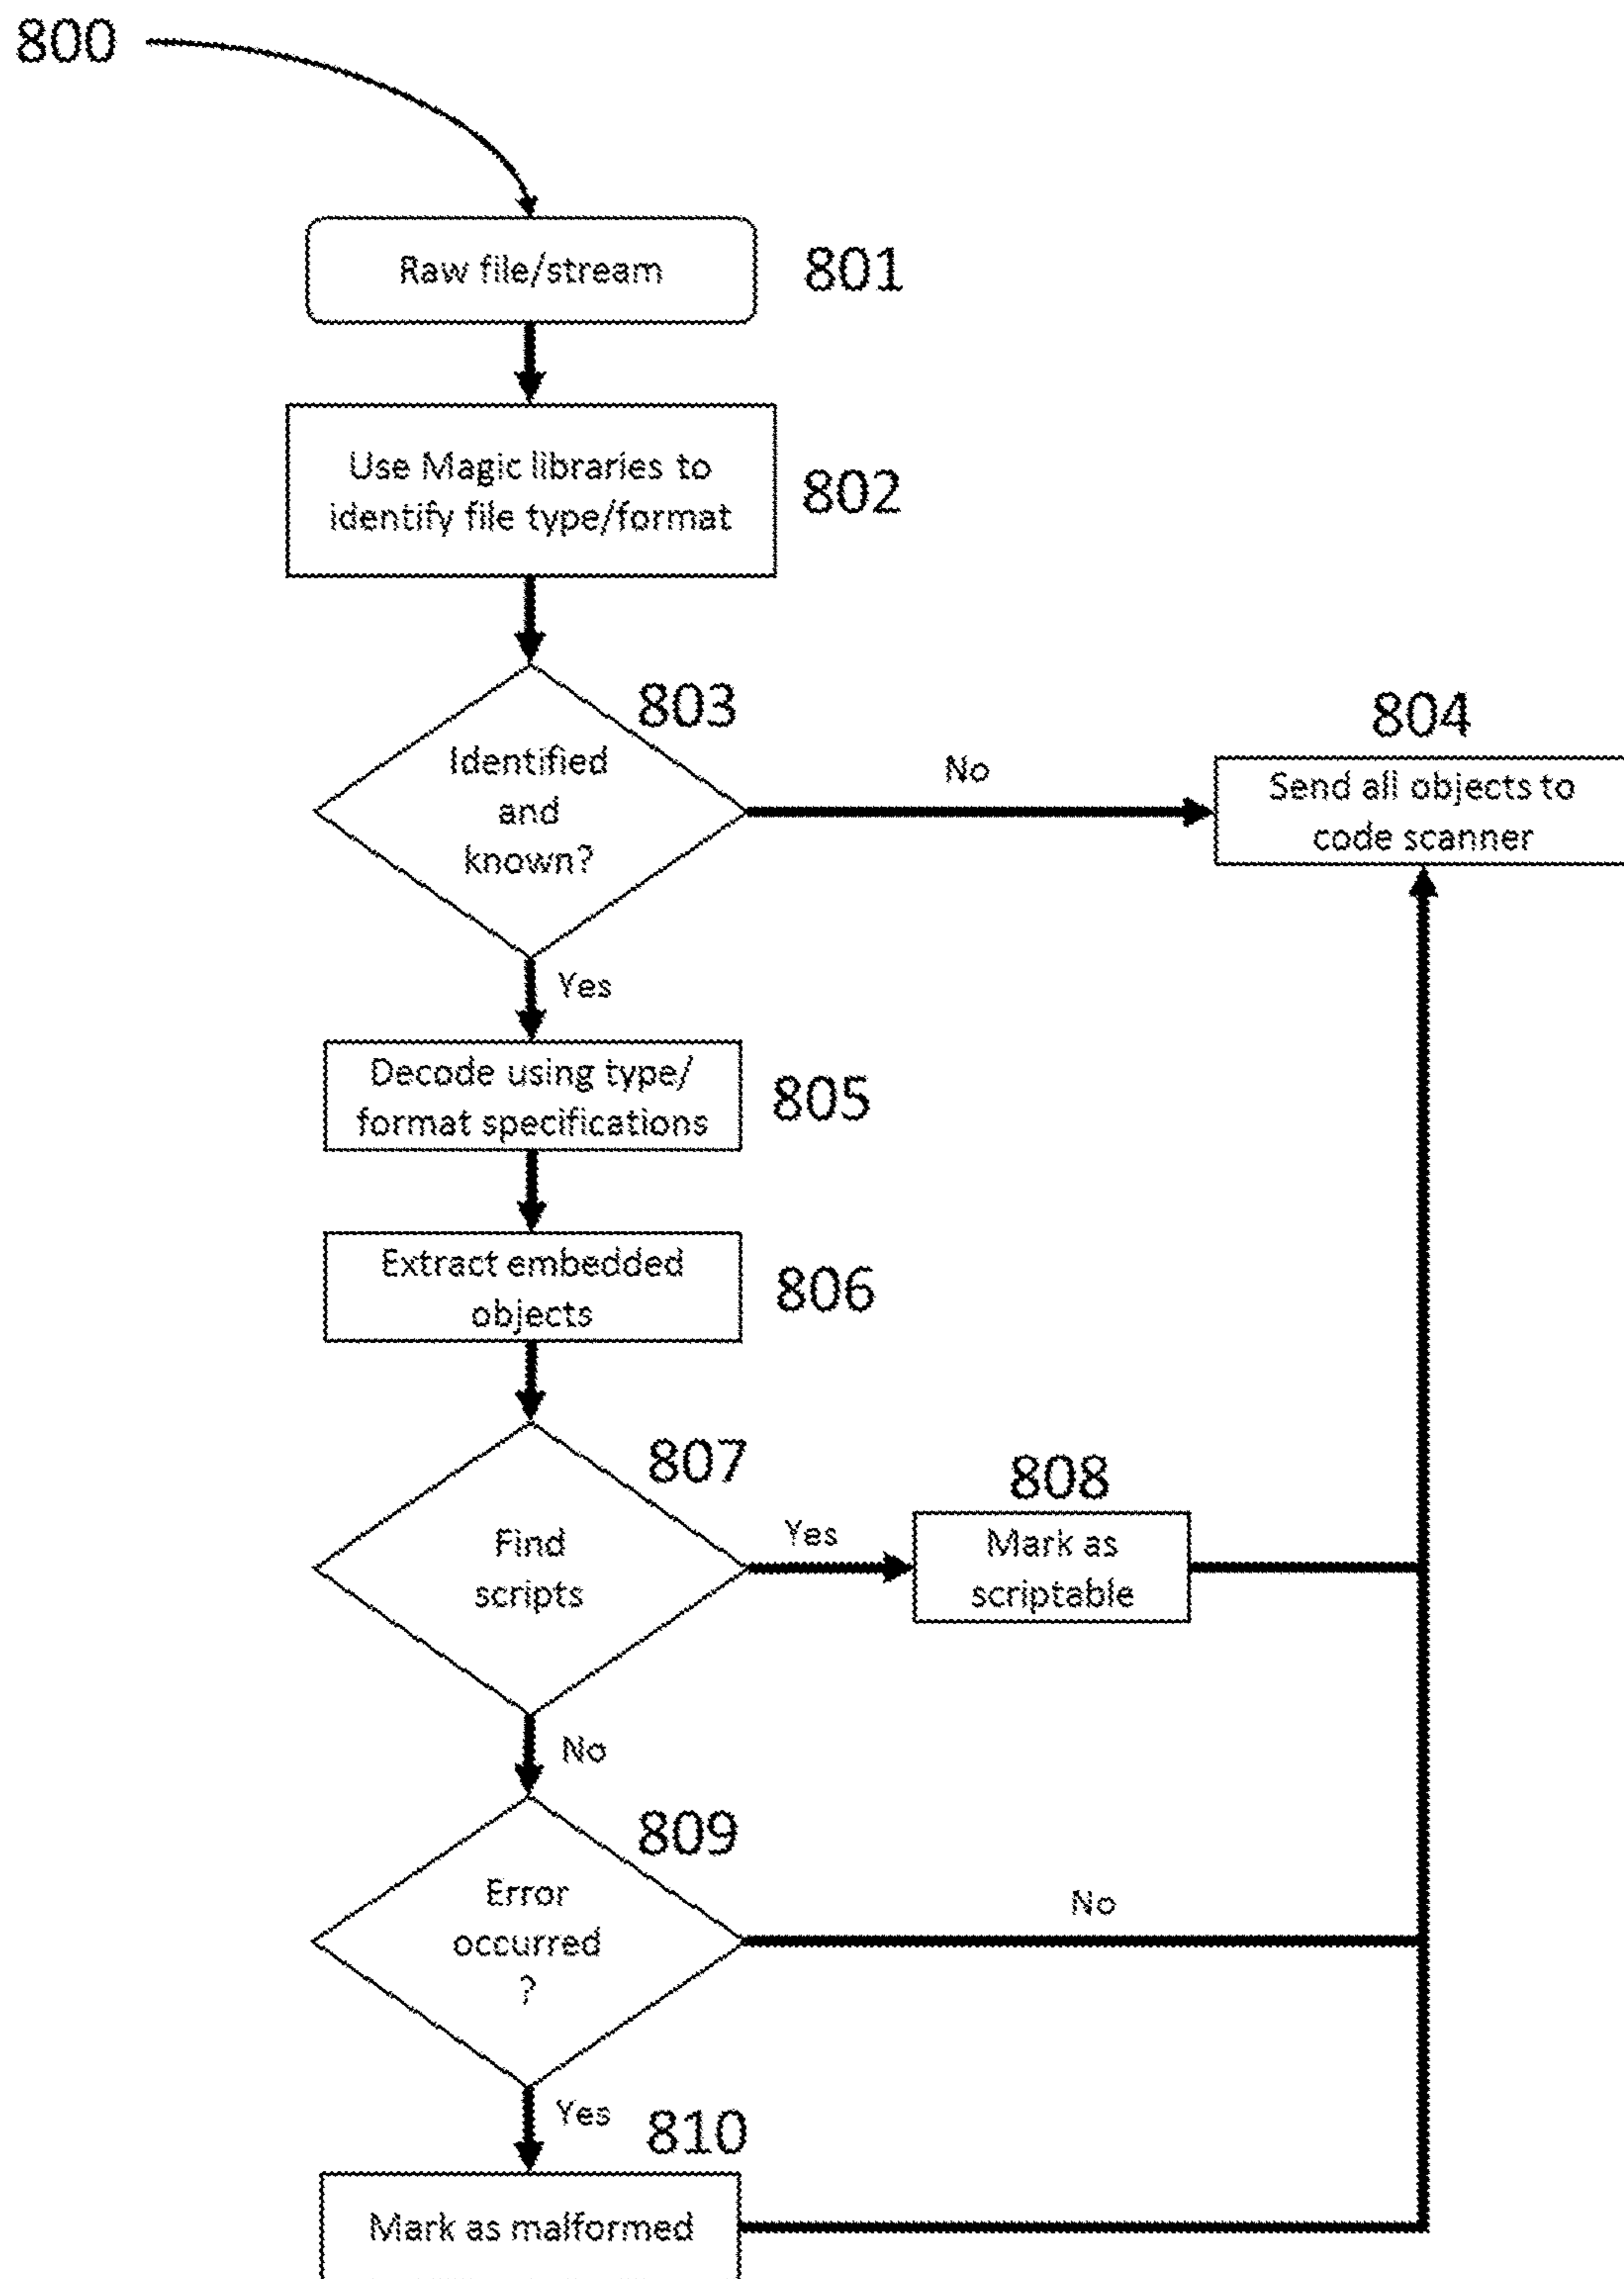 800
Raw file/stream
801
Use Magic libraries to
identify file type/format
802
803
Identified
and
known?
No
804
Send all objects to
code scanner
Yes
Decode using type/
format specifications
805
Extract embedded
objects
806
807
Find
scripts
Yes
808
Mark as
scriptable
No
809
Error
occurred
?
No
Yes
810
Mark as malformed